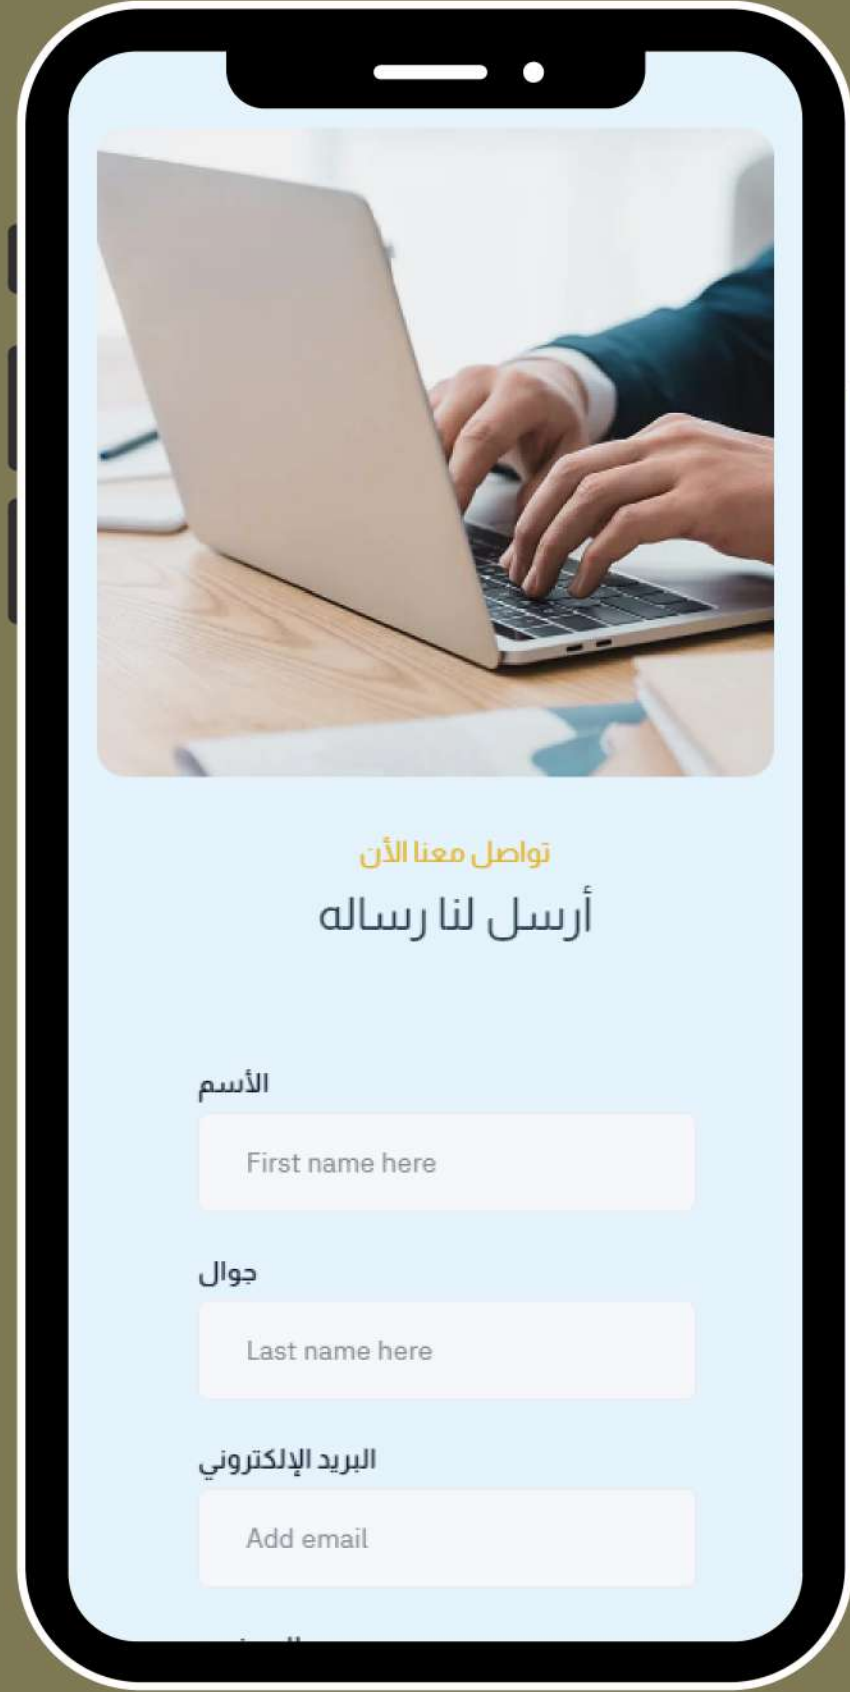 تواصل معنا الأن
أرسل لنا رساله
الأسم
First name here
جوال
Last name here
البريد الإلكتروني
Add email